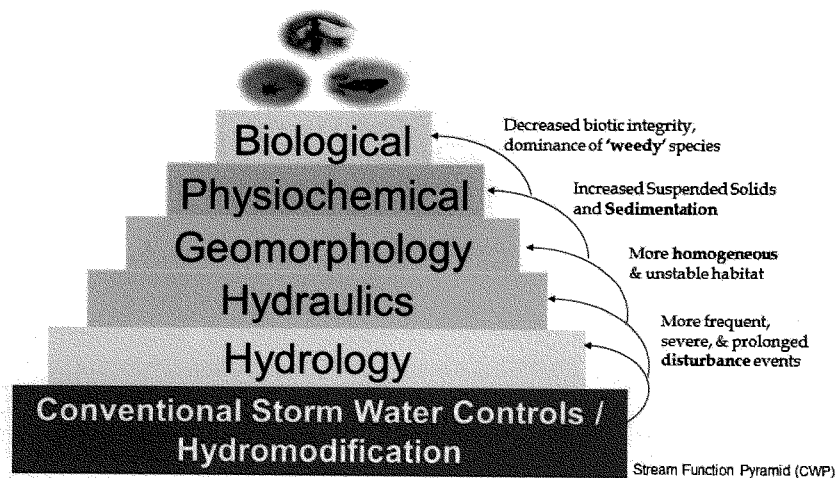 Biological
Physiochemical
Geomorphology
Hydraulics
Hydrology
Conventional Storm Water Controls /
Hydromodification
Decreased biotic integrity,
dominance of 'weedy' species
Increased Suspended Solids
and Sedimentation
More homogeneous
& unstable habitat
More frequent,
severe, & prolonged
disturbance events
Stream Function Pyramid (CWP)